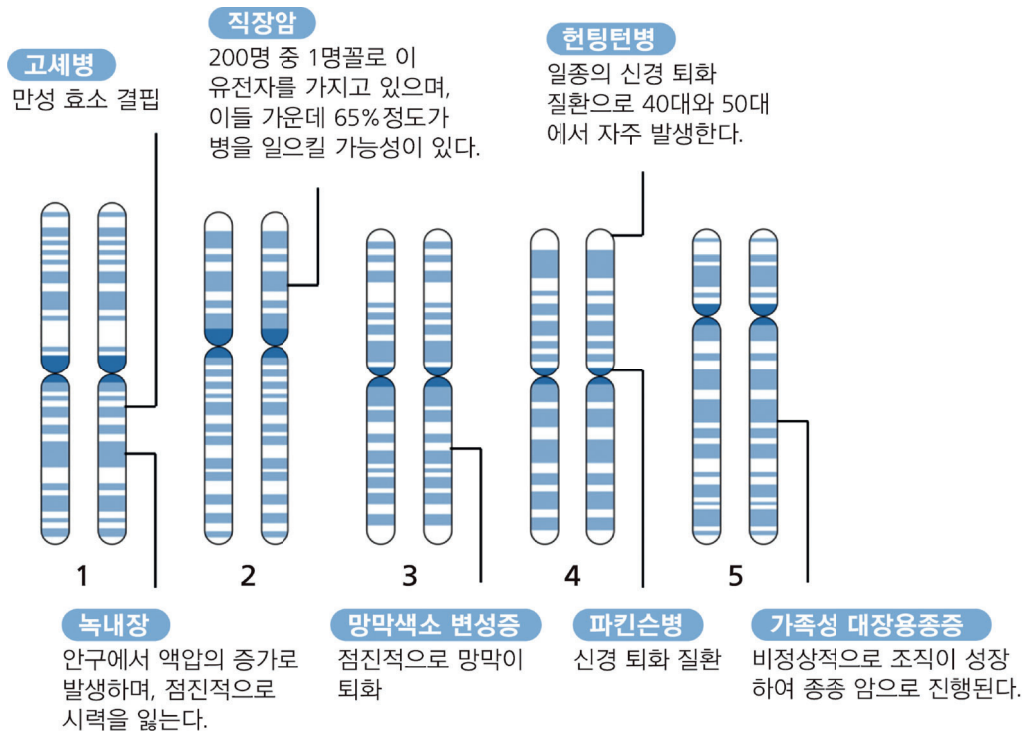 고셰병
만성 효소 결핍
직장암
200명 중 1명꼴로 이
유전자를 가지고 있으며,
이들 가운데 65%정도가
병을 일으킬 가능성이 있다.
헌팅턴병
일종의 신경 퇴화
질환으로 40대와 50대
에서 자주 발생한다.
1
2
3
4
5
녹내장
안구에서 액압의 증가로
발생하며, 점진적으로
시력을 잃는다.
망막색소 변성증
점진적으로 망막이
퇴화
파킨슨병
신경 퇴화 질환
가족성 대장용종증
비정상적으로 조직이 성장
하여 종종 암으로 진행된다.